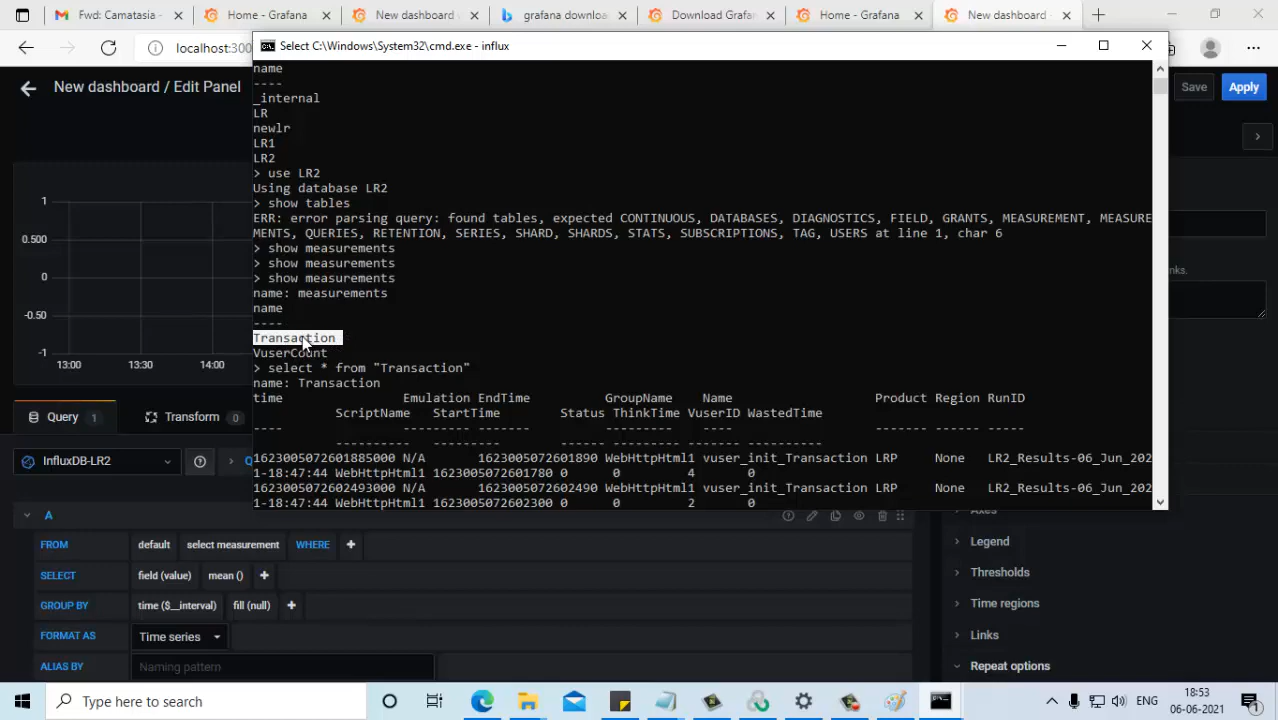 Fwd: Camatasia -
Home - Grafana
New dashboard
grafana downloa
Download Grafan
Home - Grafana
New dashboard -
localhost:300
Select C:\Windows\System32\cmd.exe - influx
New dashboard / Edit Panel
Save
Apply
name
----
_internal
LR
newlr
LR1
LR2
> use LR2
Using database LR2
> show tables
ERR: error parsing query: found tables, expected CONTINUOUS, DATABASES, DIAGNOSTICS, FIELD, GRANTS, MEASUREMENT, MEASURE
MENTS, QUERIES, RETENTION, SERIES, SHARD, SHARDS, STATS, SUBSCRIPTIONS, TAG, USERS at line 1, char 6
> show measurements
> show measurements
> show measurements
name: measurements
name
----
Transaction
VuserCount
> select * from "Transaction"
name: Transaction
time Emulation EndTime GroupName Name Product Region RunID
ScriptName StartTime Status ThinkTime VuserID WastedTime
---- --------- ------- --------- ---- ------- ------ -----
---------- --------- ------ --------- ------- ----------
1623005072601885000 N/A 1623005072601890 WebHttpHtml1 vuser_init_Transaction LRP None LR2_Results-06_Jun_202
1-18:47:44 WebHttpHtml1 1623005072601780 0 0 4 0
1623005072602493000 N/A 1623005072602490 WebHttpHtml1 vuser_init_Transaction LRP None LR2_Results-06_Jun_202
1-18:47:44 WebHttpHtml1 1623005072602300 0 0 2 0
1
0.500
0
-0.50
-1
13:00
13:30
14:00
nks.
Query 1
Transform 0
InfluxDB-LR2
A
FROM default select measurement WHERE +
SELECT field (value) mean () +
GROUP BY time ($__interval) fill (null) +
FORMAT AS Time series
ALIAS BY Naming pattern
Axes
Legend
Thresholds
Time regions
Links
Repeat options
Type here to search
ENG
18:53
06-06-2021
1